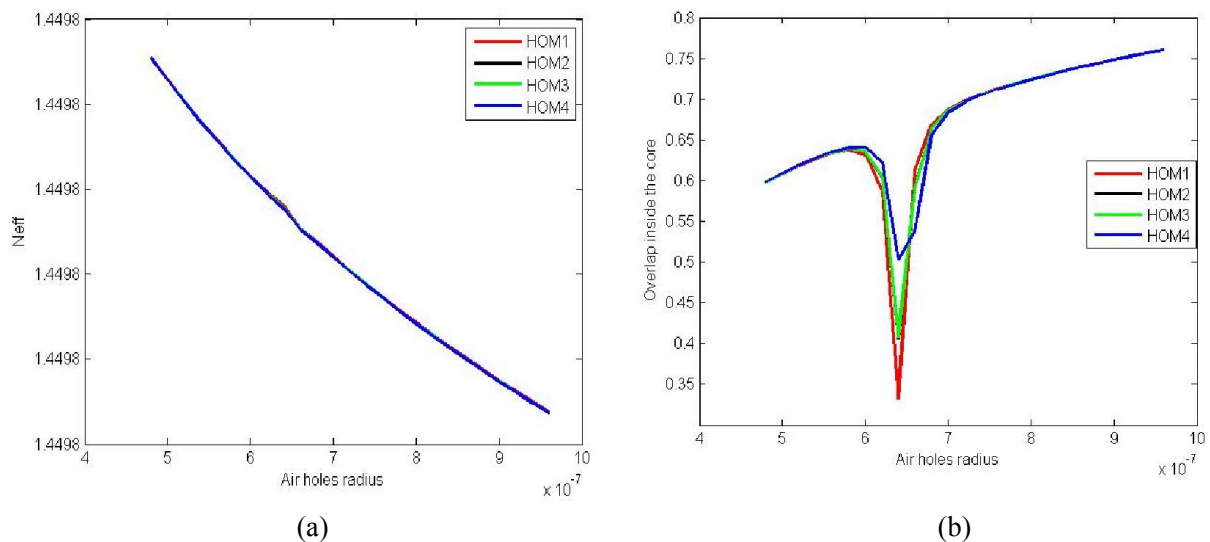 1.4498
1.4498
1.4498
1.4498
1.4498
1.4498
Neff
HOM1
HOM2
HOM3
HOM4
4 5 6 7 8 9 10
Air holes radius
x 10-7
(a)
0.8
0.75
0.7
0.65
0.6
0.55
0.5
0.45
0.4
0.35
Overlap inside the core
HOM1
HOM2
HOM3
HOM4
4 5 6 7 8 9 10
Air holes radius
x 10-7
(b)